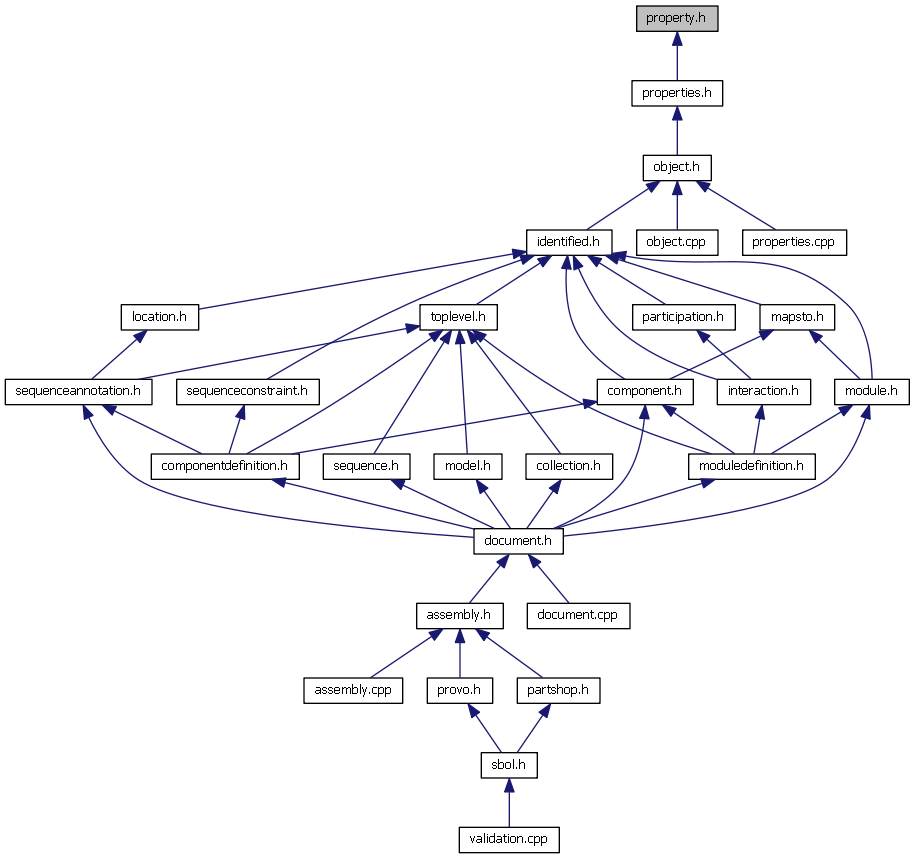 property.h
properties.h
object.h
identified.h
object.cpp
properties.cpp
location.h
toplevel.h
participation.h
mapsto.h
sequenceannotation.h
sequenceconstraint.h
component.h
interaction.h
module.h
componentdefinition.h
sequence.h
model.h
collection.h
moduledefinition.h
document.h
assembly.h
document.cpp
assembly.cpp
provo.h
partshop.h
sbol.h
validation.cpp